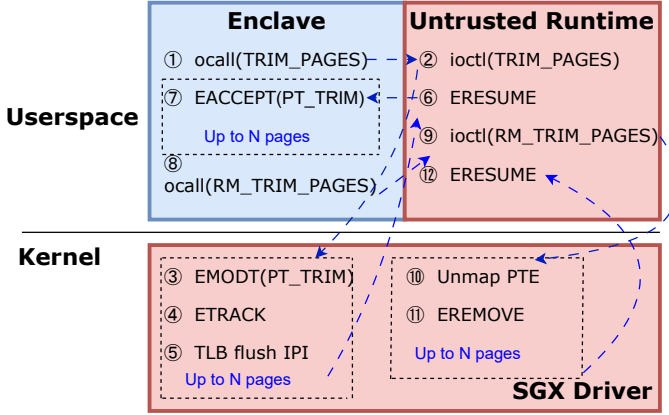 Enclave
Untrusted Runtime
Userspace
① ocall(TRIM_PAGES)
② ioctl(TRIM_PAGES)
⑦ EACCEPT(PT_TRIM)
Up to N pages
⑥ ERESUME
⑨ ioctl(RM_TRIM_PAGES)
⑧
ocall(RM_TRIM_PAGES)
⑫ ERESUME
Kernel
③ EMODT(PT_TRIM)
④ ETRACK
⑤ TLB flush IPI
Up to N pages
⑩ Unmap PTE
⑪ EREMOVE
Up to N pages
SGX Driver